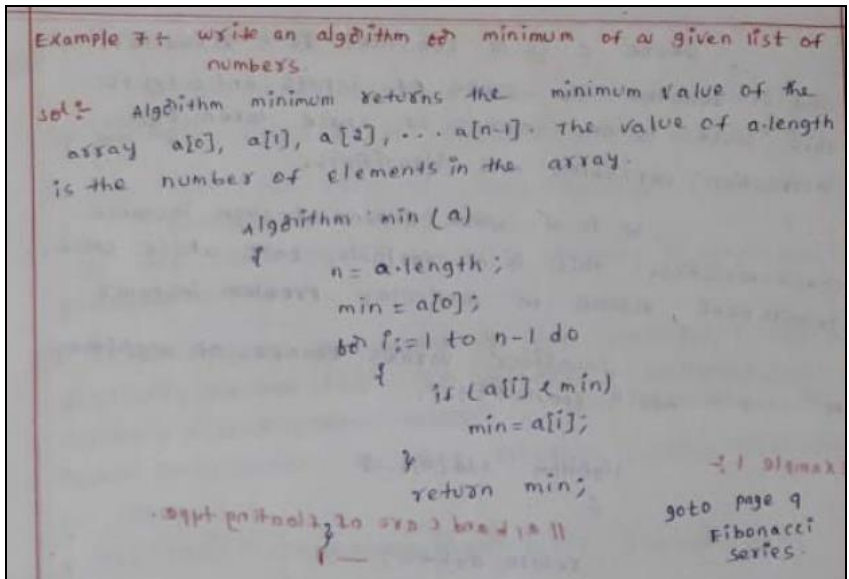 Example 7:- write an algorithm for minimum of a given list of
numbers.
sol:- Algorithm minimum returns the minimum value of the
array a[0], a[1], a[2], ... a[n-1]. The value of a.length
is the number of elements in the array.
Algorithm min (a)
{
n = a.length;
min = a[0];
for i:=1 to n-1 do
{
if (a[i] < min)
min = a[i];
}
return min;
}
goto page 9
Fibonacci
series.